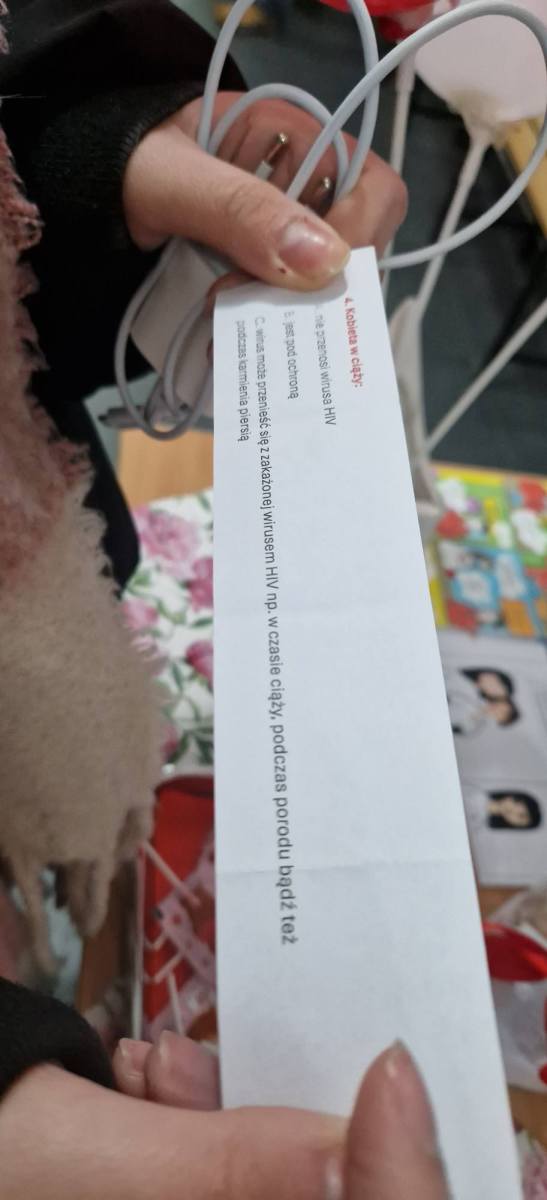 4. Kobieta w ciąży:
nie przenosi wirusa HIV
B. jest pod ochroną
C. wirus może przenieść się z zakażonej wirusem HIV np. w czasie ciąży, podczas porodu bądź też
podczas karmienia piersią